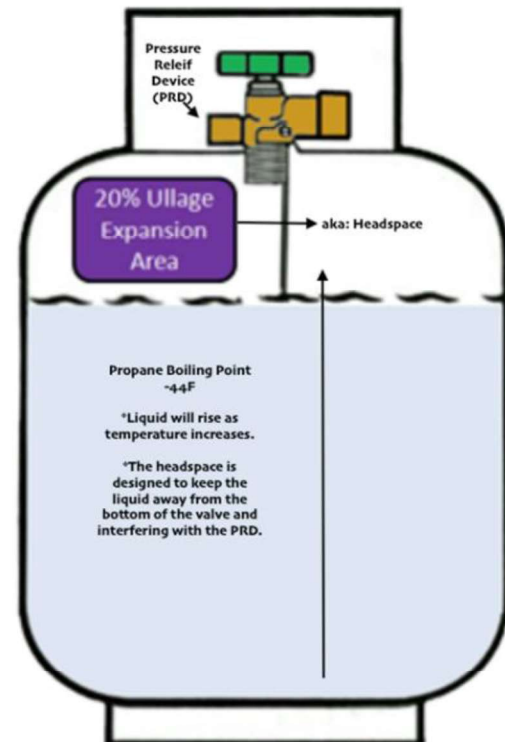 Pressure
Releif
Device
(PRD)
20% Ullage
Expansion
Area
aka: Headspace
Propane Boiling Point
-44F
*Liquid will rise as
temperature increases.
*The headspace is
designed to keep the
liquid away from the
bottom of the valve and
interfering with the PRD.